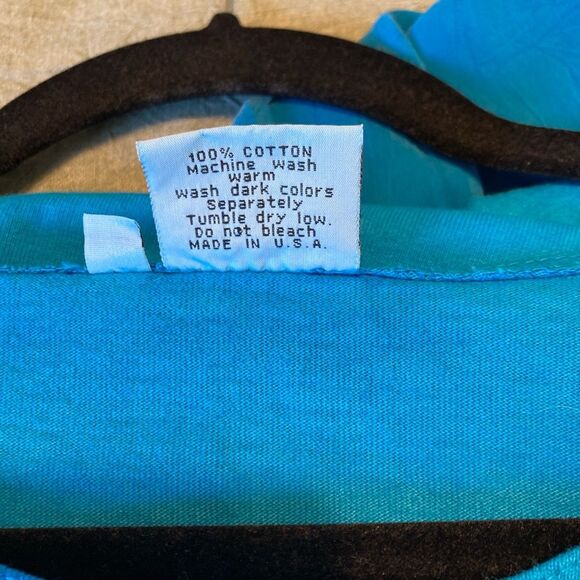 100% COTTON
Machine wash
warm
wash dark colors
Separately
Tumble dry low.
Do not bleach
MADE IN U.S.A.